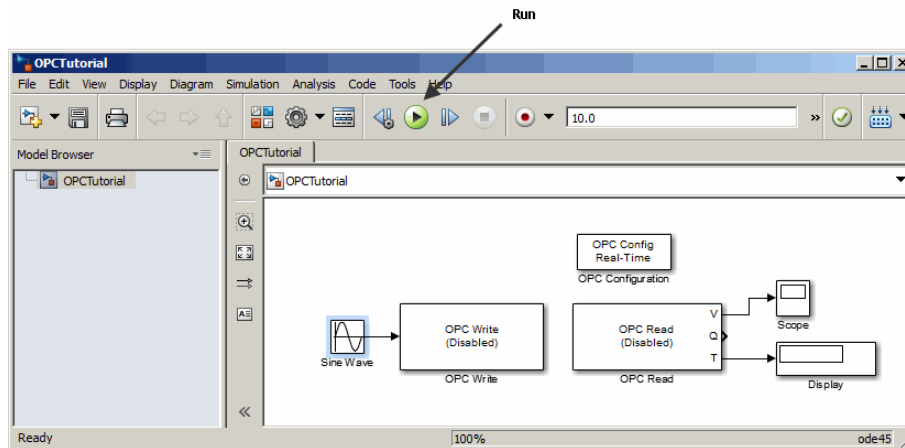 Run
OPCTutorial
File Edit View Display Diagram Simulation Analysis Code Tools Help
10.0
»
Model Browser
OPCTutorial
OPCTutorial
OPCTutorial
OPC Config
Real-Time
OPC Configuration
Sine Wave
OPC Write
(Disabled)
OPC Write
OPC Read
(Disabled)
V
Q
T
OPC Read
Scope
Display
Ready 100% ode45